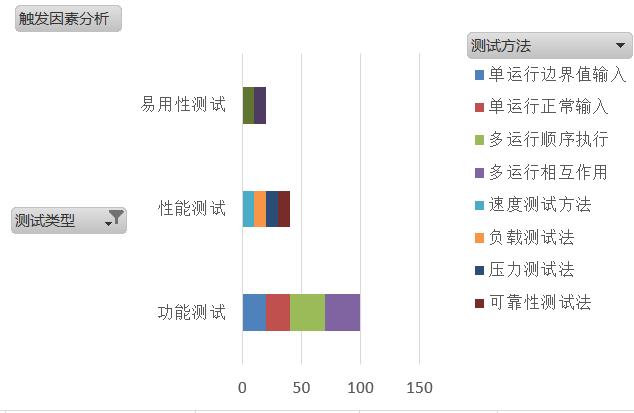 触发因素分析
测试方法
单运行边界值输入
单运行正常输入
多运行顺序执行
多运行相互作用
速度测试方法
负载测试法
压力测试法
可靠性测试法
测试类型
易用性测试
性能测试
功能测试
0 50 100 150